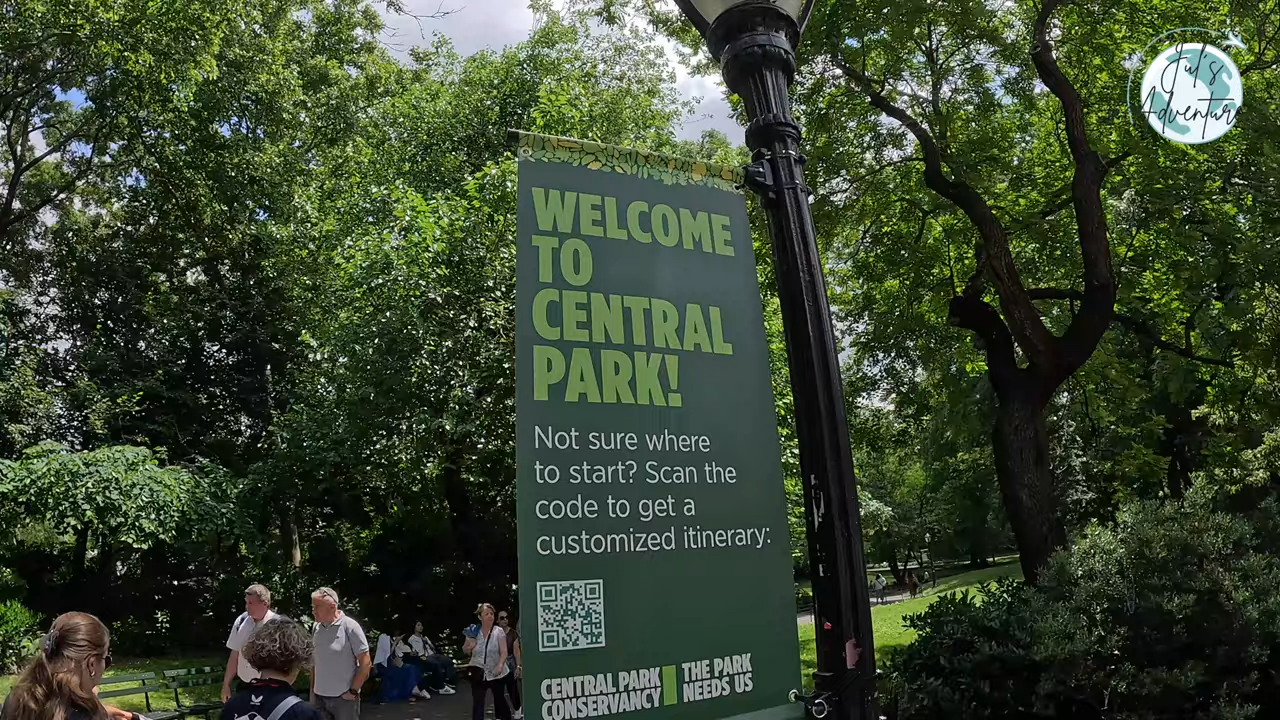 Jul's
Adventure
WELCOME
TO
CENTRAL
PARK!
Not sure where
to start? Scan the
code to get a
customized itinerary:
CENTRAL PARK
CONSERVANCY
THE PARK
NEEDS US